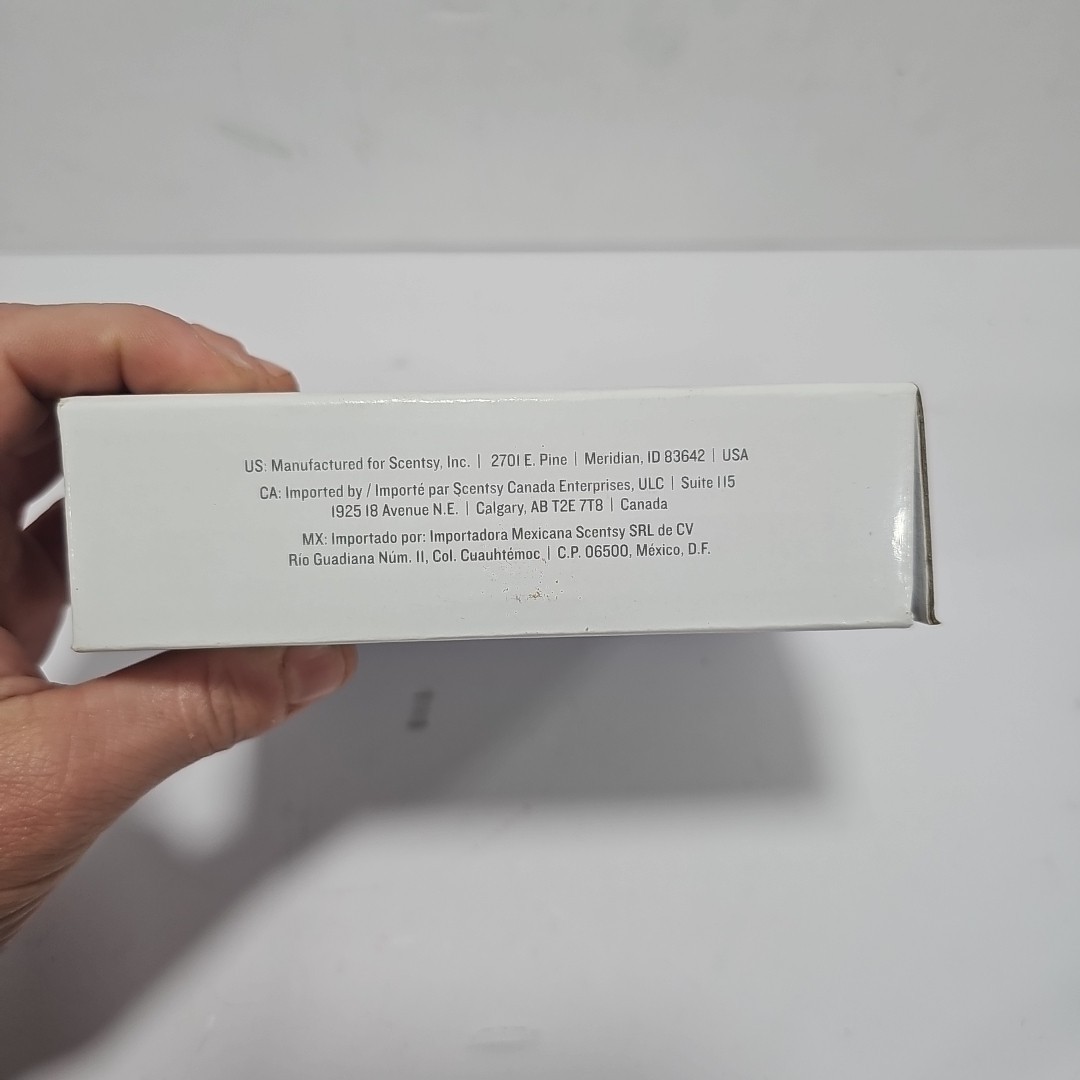 US: Manufactured for Scentsy, Inc. | 2701 E. Pine | Meridian, ID 83642 | USA
CA: Imported by / Importé par Scentsy Canada Enterprises, ULC | Suite 115
1925 18 Avenue N.E. | Calgary, AB T2E 7T8 | Canada
MX: Importado por: Importadora Mexicana Scentsy SRL de CV
Río Guadiana Núm. 11, Col. Cuauhtémoc | C.P. 06500, México, D.F.